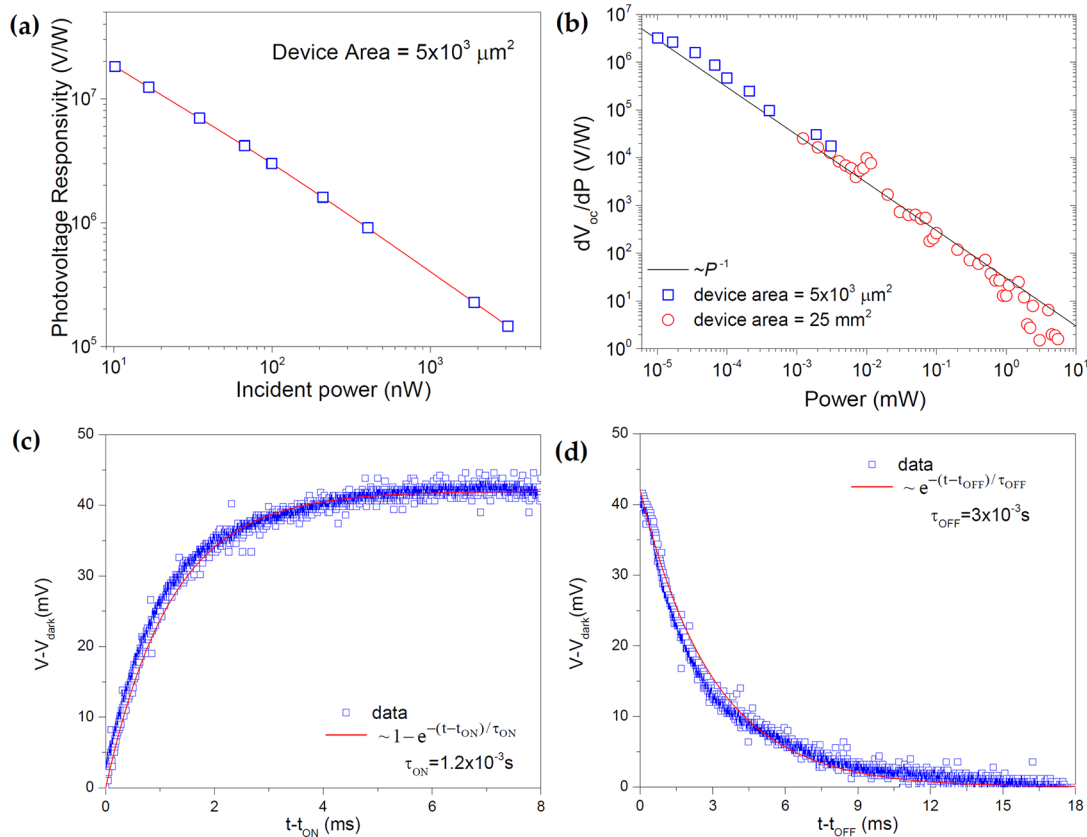 (a)
Device Area = 5x10³ μm²
Photovoltage Responsivity (V/W)
10⁷
10⁶
10⁵
10¹
10²
10³
Incident power (nW)
(b)
dV_oc/dP (V/W)
10⁷
10⁶
10⁵
10⁴
10³
10²
10¹
10⁰
~P⁻¹
device area = 5x10³ μm²
device area = 25 mm²
10⁻⁵
10⁻⁴
10⁻³
10⁻²
10⁻¹
10⁰
10¹
Power (mW)
(c)
V-V_dark(mV)
50
40
30
20
10
0
data
~ 1−e^−(t−t_ON)/τ_ON
τ_ON=1.2x10⁻³s
0
2
4
6
8
t-t_ON (ms)
(d)
V-V_dark(mV)
50
40
30
20
10
0
data
~ e^−(t−t_OFF)/τ_OFF
τ_OFF=3x10⁻³s
0
3
6
9
12
15
18
t-t_OFF (ms)